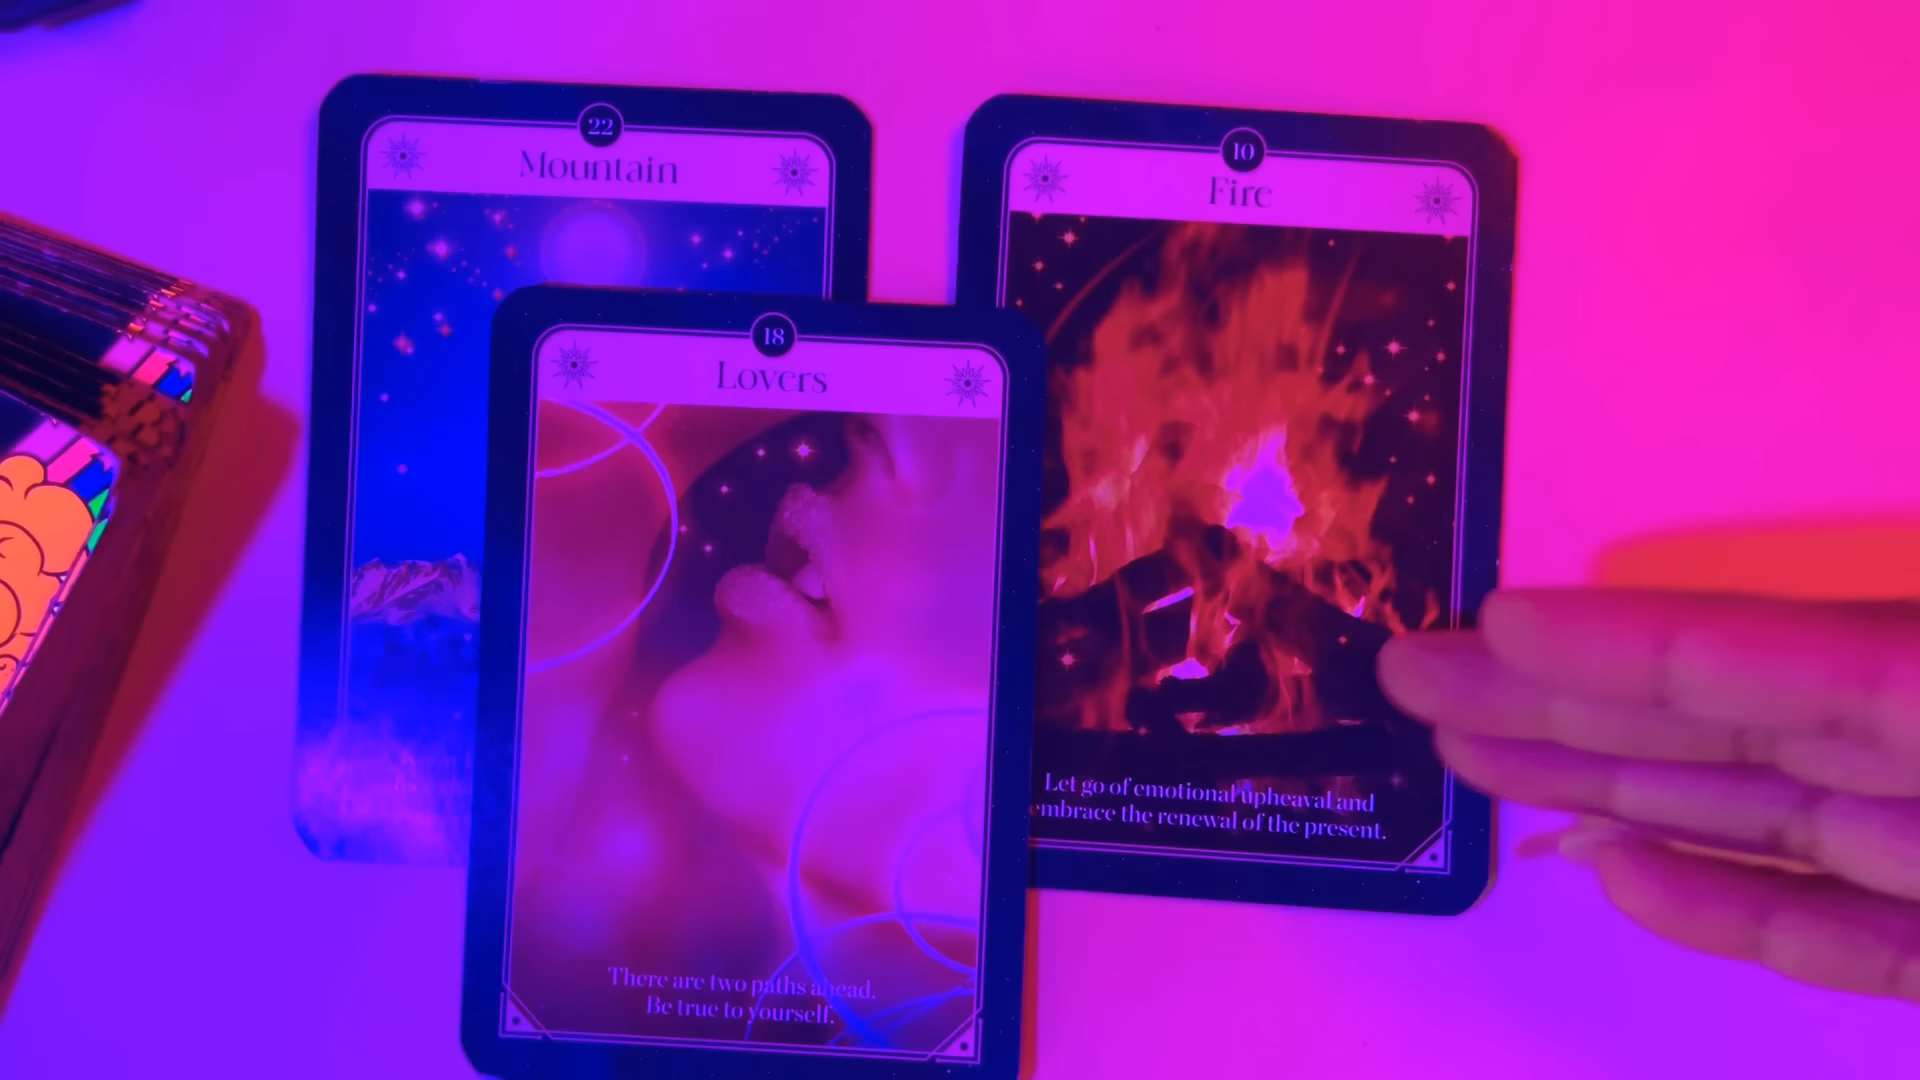 22
Mountain
10
Fire
Let go of emotional upheaval and
embrace the renewal of the present.
18
Lovers
There are two paths ahead.
Be true to yourself.